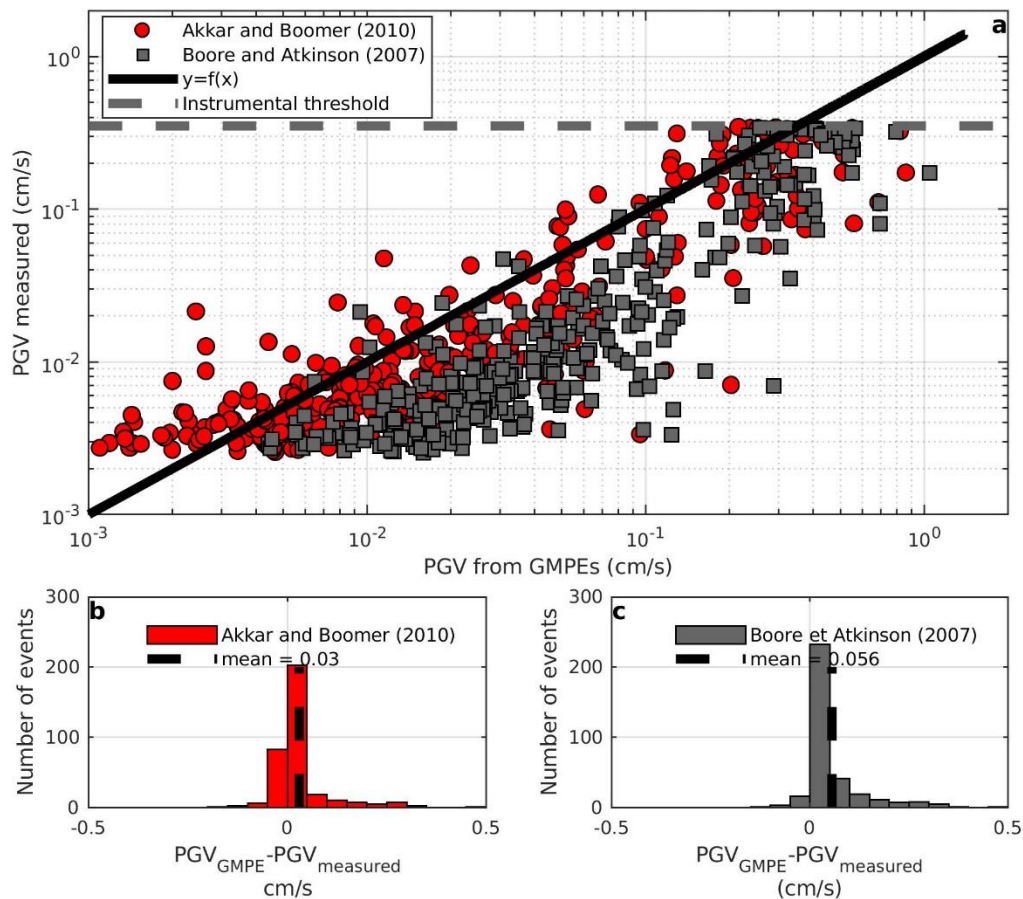 a
Akkar and Boomer (2010)
Boore and Atkinson (2007)
y=f(x)
Instrumental threshold
10^0
10^-1
10^-2
10^-3
PGV measured (cm/s)
10^-3 10^-2 10^-1 10^0
PGV from GMPEs (cm/s)
b
300
200
100
0
Number of events
Akkar and Boomer (2010)
mean = 0.03
-0.5 0 0.5
PGV_GMPE-PGV_measured
cm/s
c
300
200
100
0
Number of events
Boore et Atkinson (2007)
mean = 0.056
-0.5 0 0.5
PGV_GMPE-PGV_measured
(cm/s)